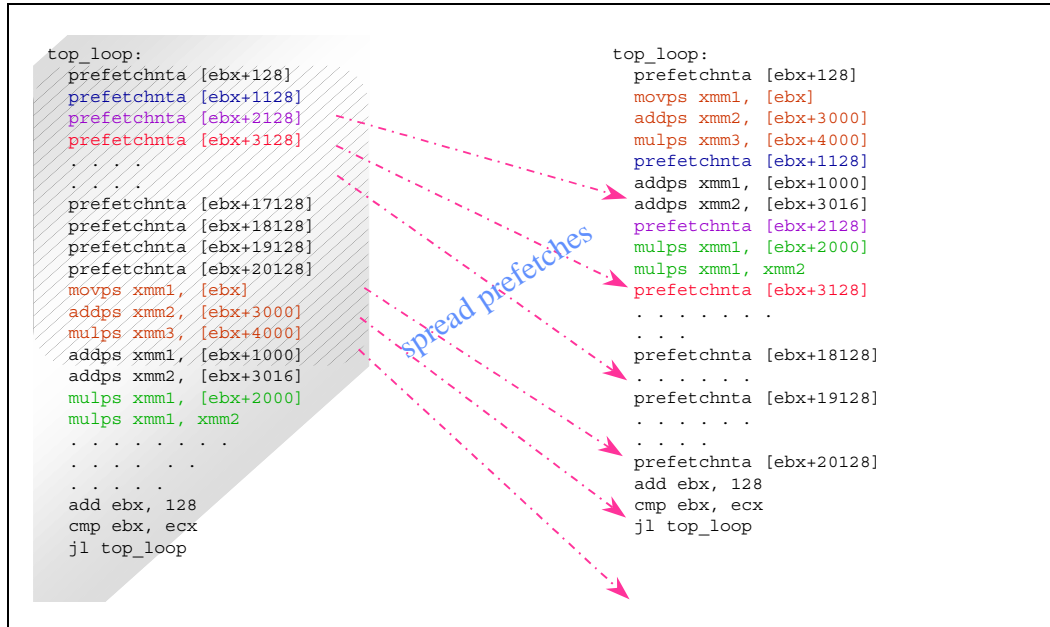 top_loop:
prefetchnta [ebx+128]
prefetchnta [ebx+1128]
prefetchnta [ebx+2128]
prefetchnta [ebx+3128]
. . . .
. . . .
prefetchnta [ebx+17128]
prefetchnta [ebx+18128]
prefetchnta [ebx+19128]
prefetchnta [ebx+20128]
movps xmm1, [ebx]
addps xmm2, [ebx+3000]
mulps xmm3, [ebx+4000]
addps xmm1, [ebx+1000]
addps xmm2, [ebx+3016]
mulps xmm1, [ebx+2000]
mulps xmm1, xmm2
. . . . . . . .
. . . . . .
. . . . .
add ebx, 128
cmp ebx, ecx
jl top_loop
spread prefetches
top_loop:
prefetchnta [ebx+128]
movps xmm1, [ebx]
addps xmm2, [ebx+3000]
mulps xmm3, [ebx+4000]
prefetchnta [ebx+1128]
addps xmm1, [ebx+1000]
addps xmm2, [ebx+3016]
prefetchnta [ebx+2128]
mulps xmm1, [ebx+2000]
mulps xmm1, xmm2
prefetchnta [ebx+3128]
. . . . . . .
. . .
prefetchnta [ebx+18128]
. . . . . .
prefetchnta [ebx+19128]
. . . . . .
. . . .
prefetchnta [ebx+20128]
add ebx, 128
cmp ebx, ecx
jl top_loop